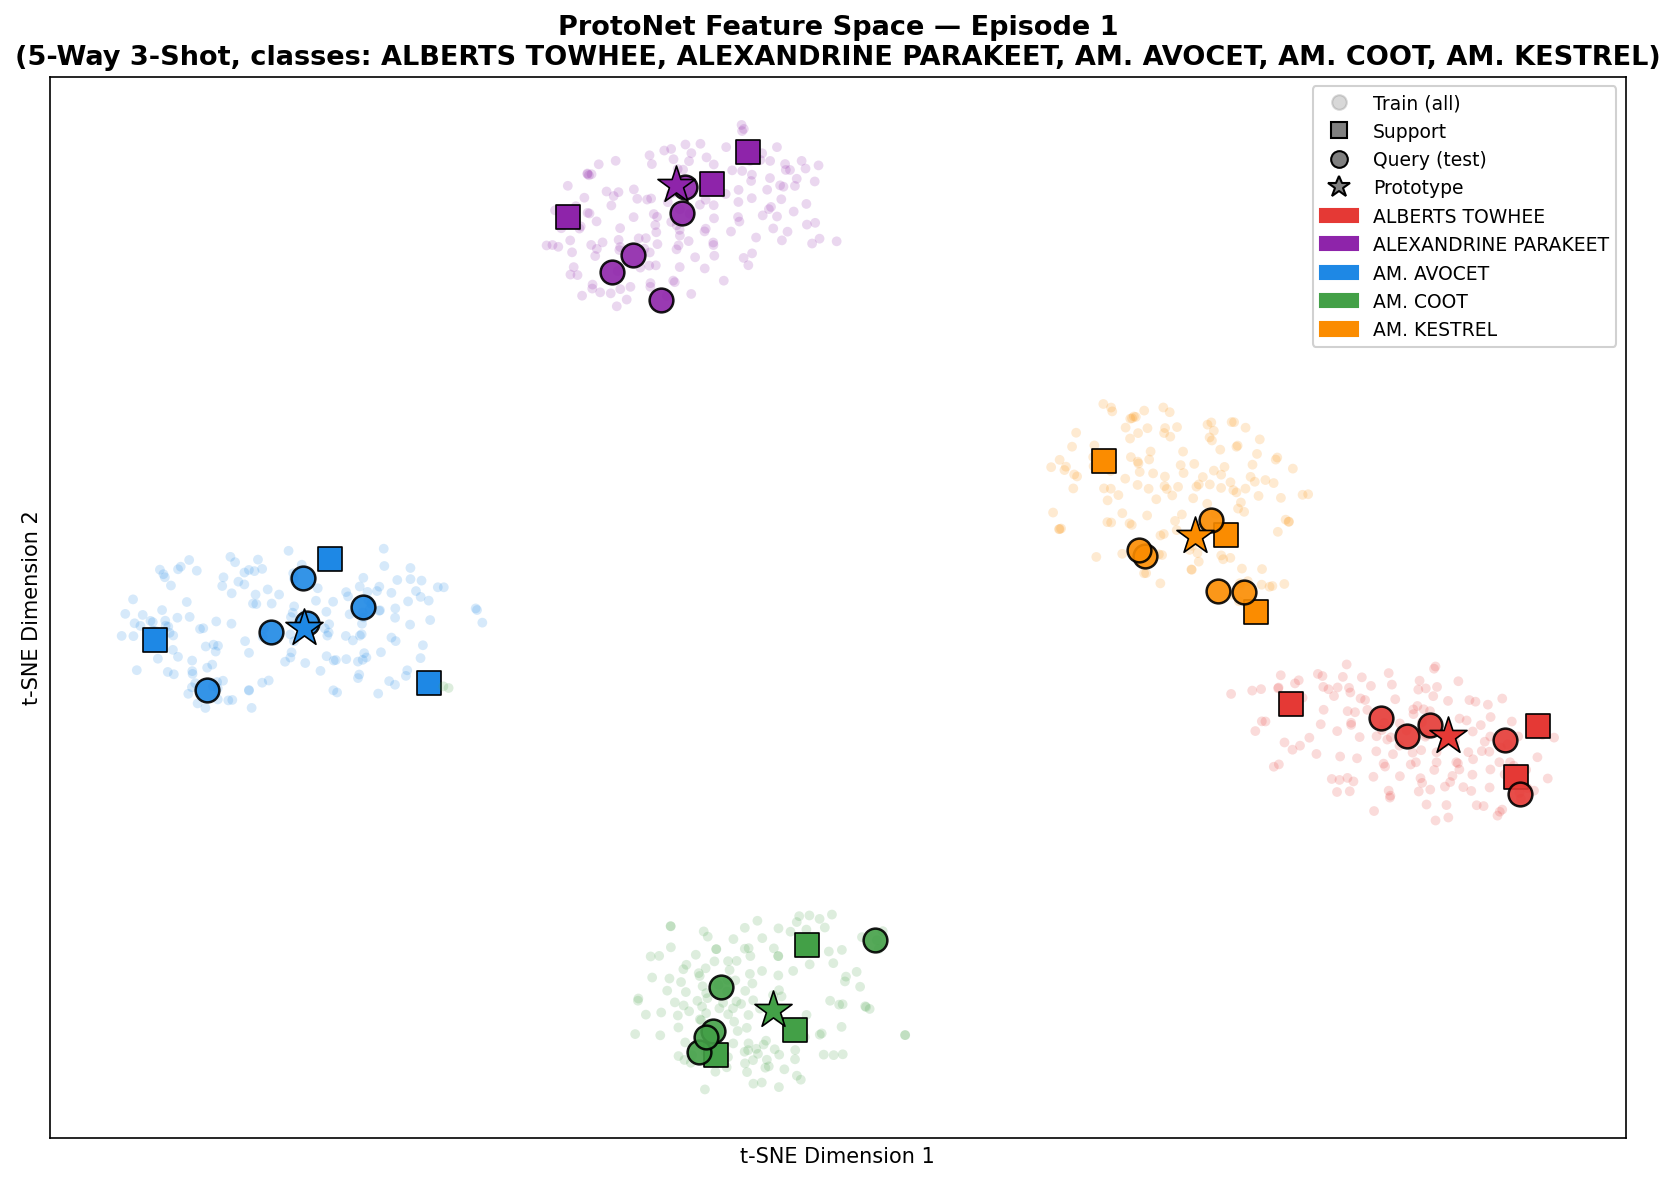 ProtoNet Feature Space — Episode 1
(5-Way 3-Shot, classes: ALBERTS TOWHEE, ALEXANDRINE PARAKEET, AM. AVOCET, AM. COOT, AM. KESTREL)
Train (all)
Support
Query (test)
Prototype
ALBERTS TOWHEE
ALEXANDRINE PARAKEET
AM. AVOCET
AM. COOT
AM. KESTREL
t-SNE Dimension 2
t-SNE Dimension 1